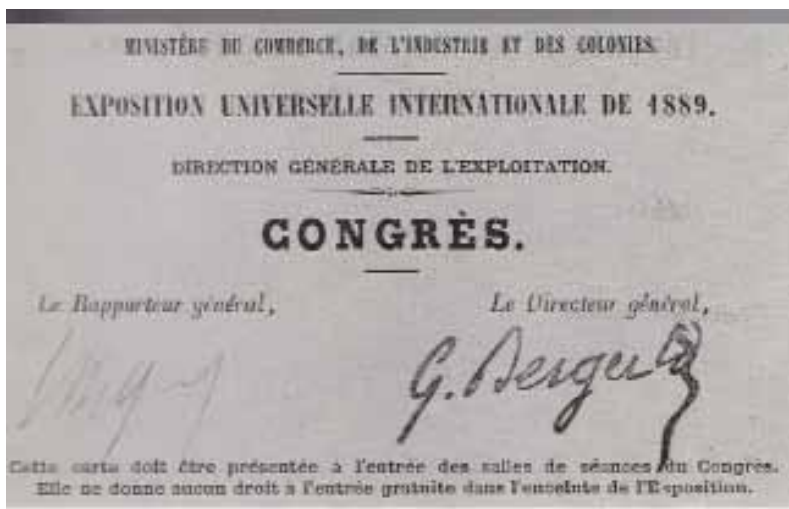 MINISTÈRE DU COMMERCE, DE L'INDUSTRIE ET DES COLONIES.
EXPOSITION UNIVERSELLE INTERNATIONALE DE 1889.
DIRECTION GÉNÉRALE DE L'EXPLOITATION.
CONGRÈS.
Le Rapporteur général,
Le Directeur général,
G. Berger
Cette carte doit être présentée à l'entrée des salles de séances du Congrès.
Elle ne donne aucun droit à l'entrée gratuite dans l'enceinte de l'Exposition.